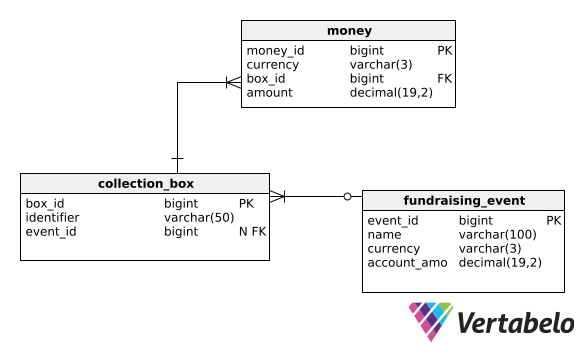 money
money_id bigint PK
currency varchar(3)
box_id bigint FK
amount decimal(19,2)
collection_box
box_id bigint PK
identifier varchar(50)
event_id bigint N FK
fundraising_event
event_id bigint PK
name varchar(100)
currency varchar(3)
account_amo decimal(19,2)
Vertabelo